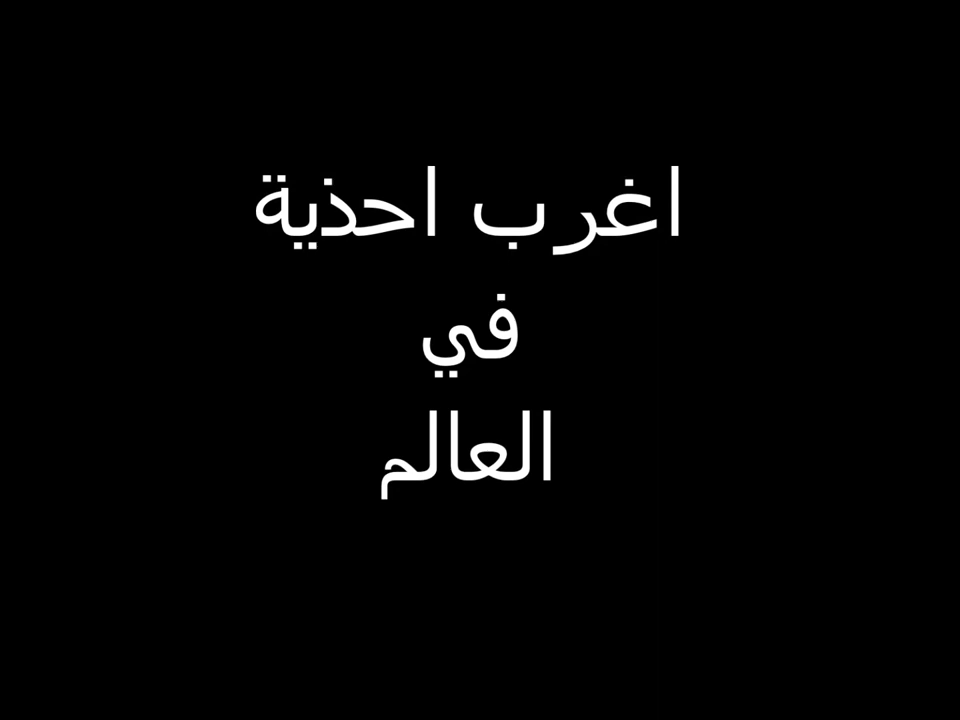 اغرب احذية
في
العالم